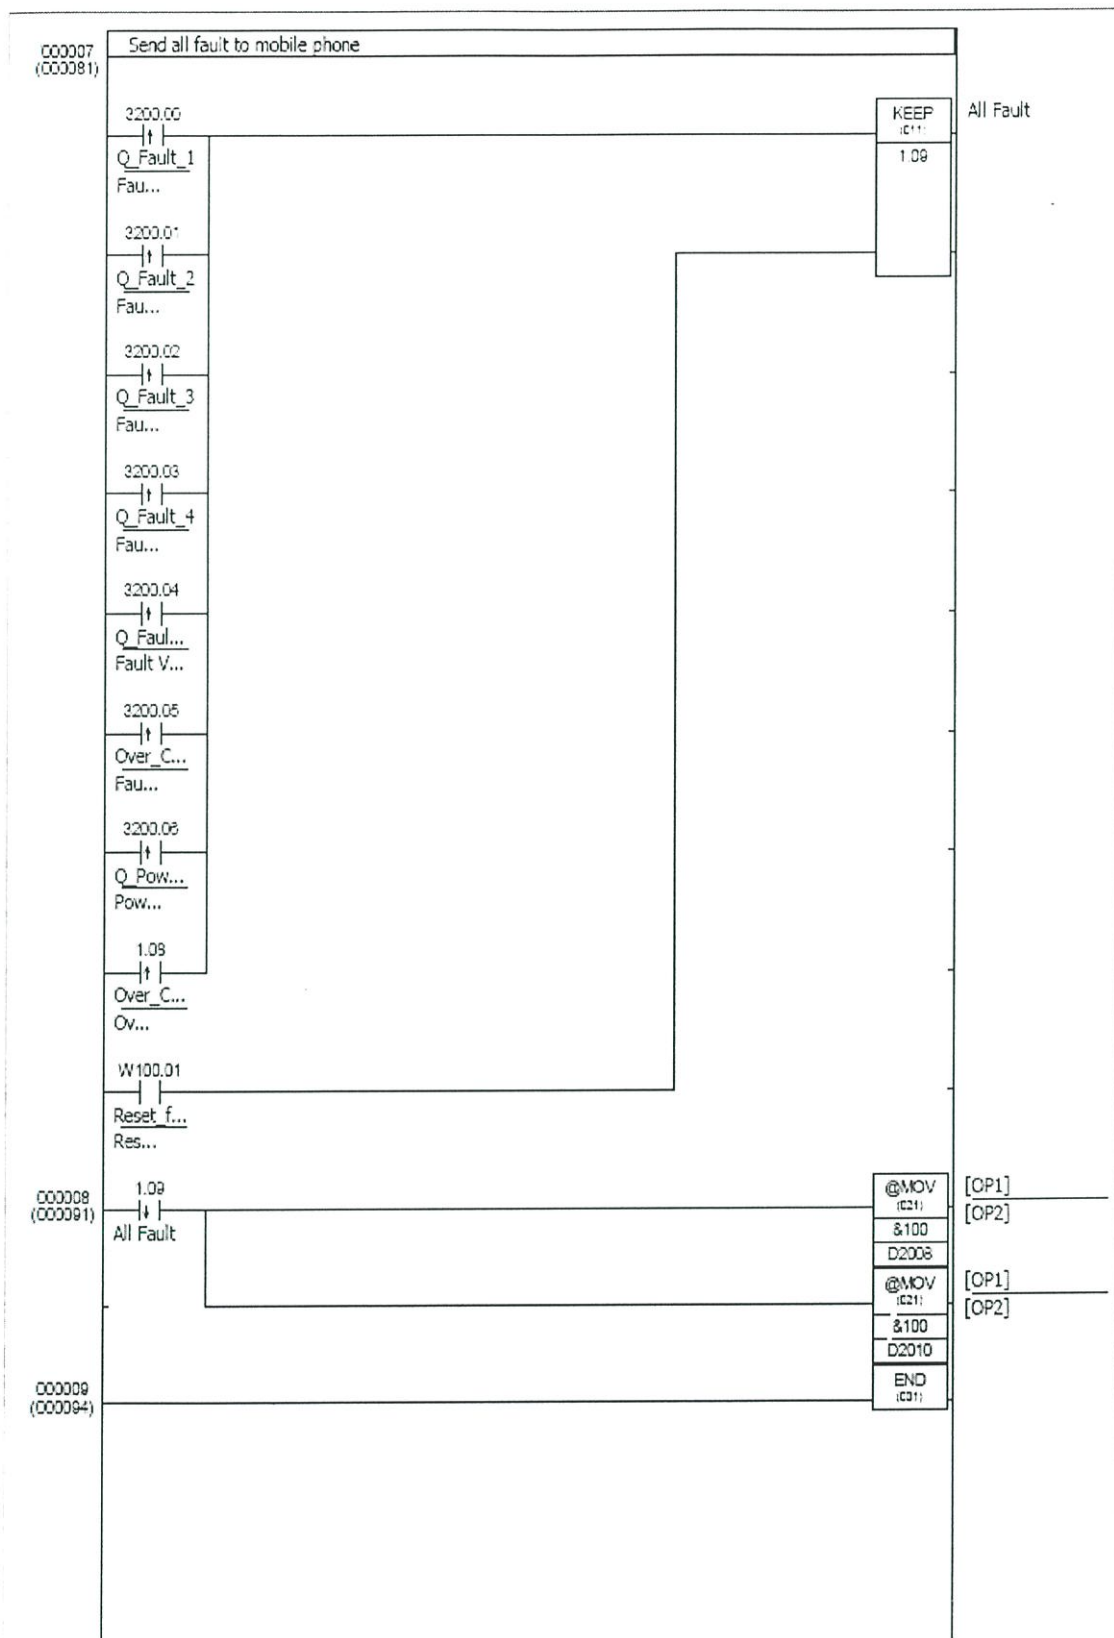 000007
(000081)
Send all fault to mobile phone
3200.00
Q_Fault_1
Fau...
KEEP
(011)
1.09
All Fault
3200.01
Q_Fault_2
Fau...
3200.02
Q_Fault_3
Fau...
3200.03
Q_Fault_4
Fau...
3200.04
Q_Faul...
Fault V...
3200.05
Over_C...
Fau...
3200.06
Q_Pow...
Pow...
1.08
Over_C...
Ov...
W100.01
Reset_f...
Res...
000008
(000091)
1.09
All Fault
@MOV
(021)
&100
D2008
[OP1]
[OP2]
@MOV
(021)
&100
D2010
[OP1]
[OP2]
000009
(000094)
END
(001)